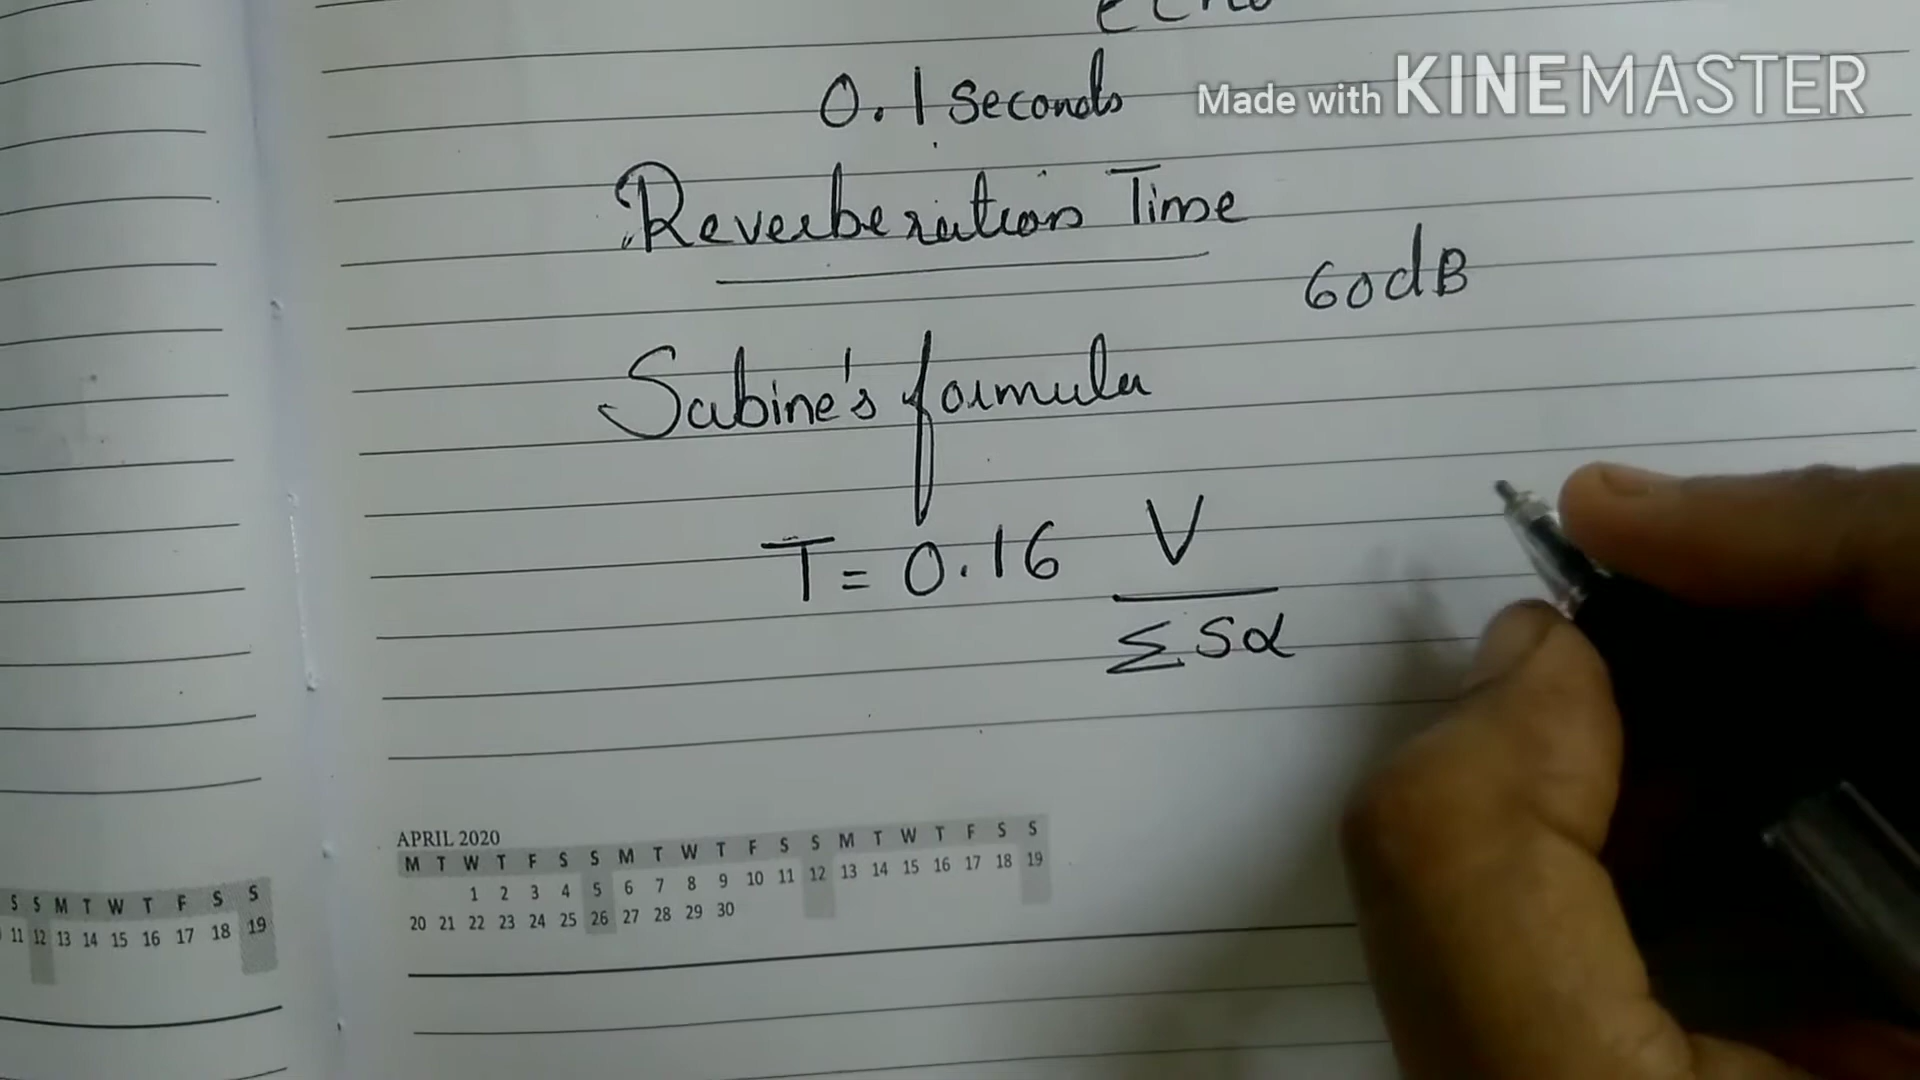 echo
0.1 seconds
Made with KINEMASTER
Reverberation Time
60dB
Sabine's formula
T = 0.16 V
∑ S α
APRIL 2020
M T W T F S S M T W T F S S M T W T F S S
1 2 3 4 5 6 7 8 9 10 11 12 13 14 15 16 17 18 19
20 21 22 23 24 25 26 27 28 29 30
S S M T W T F S S
11 12 13 14 15 16 17 18 19